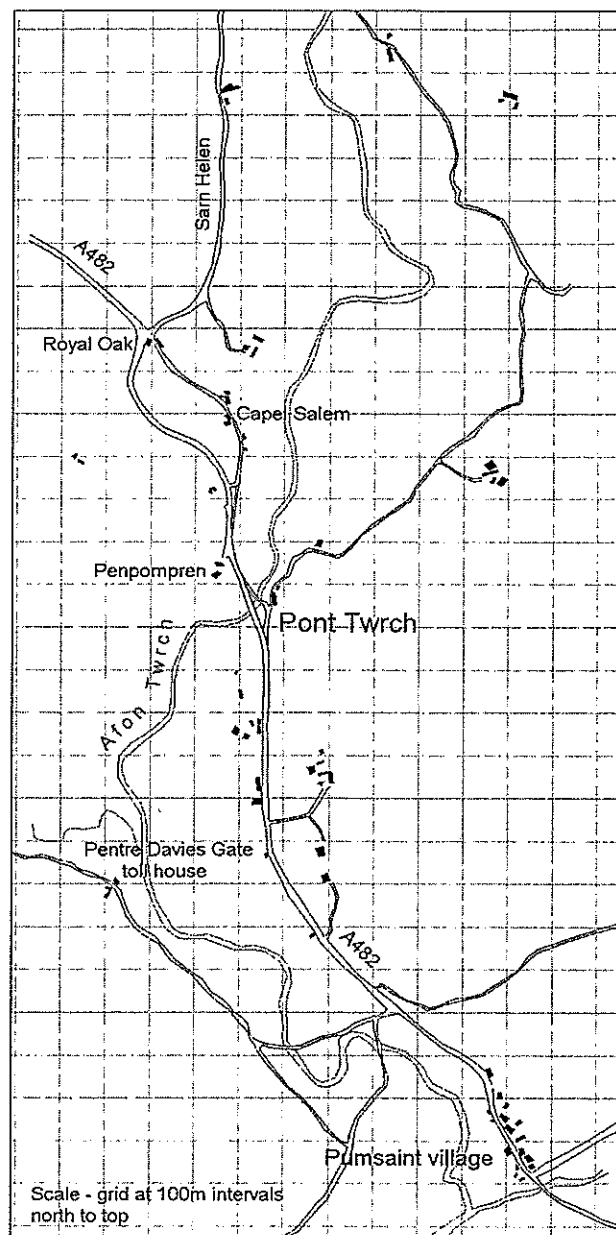 Sarn Helen
A482
Royal Oak
Capel Salem
Penpompren
Pont Twrch
Afon Twrch
Pentre Davies Gate
toll house
A482
Pumsaint village
Scale - grid at 100m intervals
north to top